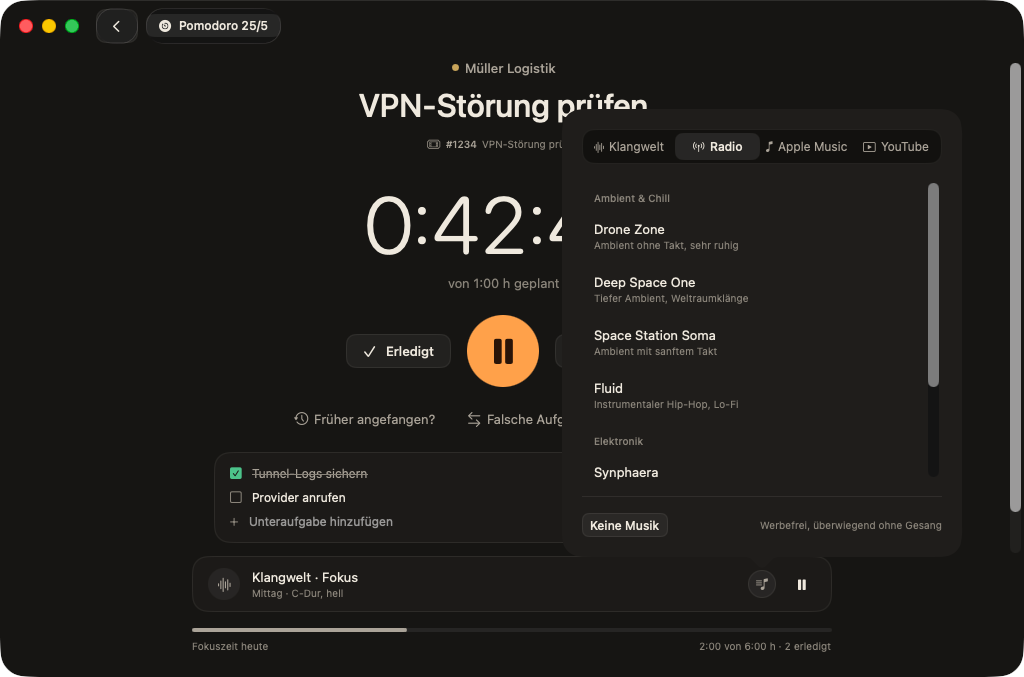 Pomodoro 25/5
Müller Logistik
VPN-Störung prüfen
#1234 VPN-Störung
0:42:
von 1:00 h geplant
Erledigt
Früher angefangen?
Falsche
Tunnel-Logs sichern
Provider anrufen
+ Unteraufgabe hinzufügen
Klangwelt
Radio
Apple Music
YouTube
Ambient & Chill
Drone Zone
Ambient ohne Takt, sehr ruhig
Deep Space One
Tiefer Ambient, Weltraumklänge
Space Station Soma
Ambient mit sanftem Takt
Fluid
Instrumentaler Hip-Hop, Lo-Fi
Elektronik
Synphaera
Keine Musik
Werbefrei, überwiegend ohne Gesang
Klangwelt · Fokus
Mittag · C-Dur, hell
Fokuszeit heute
2:00 von 6:00 h · 2 erledigt